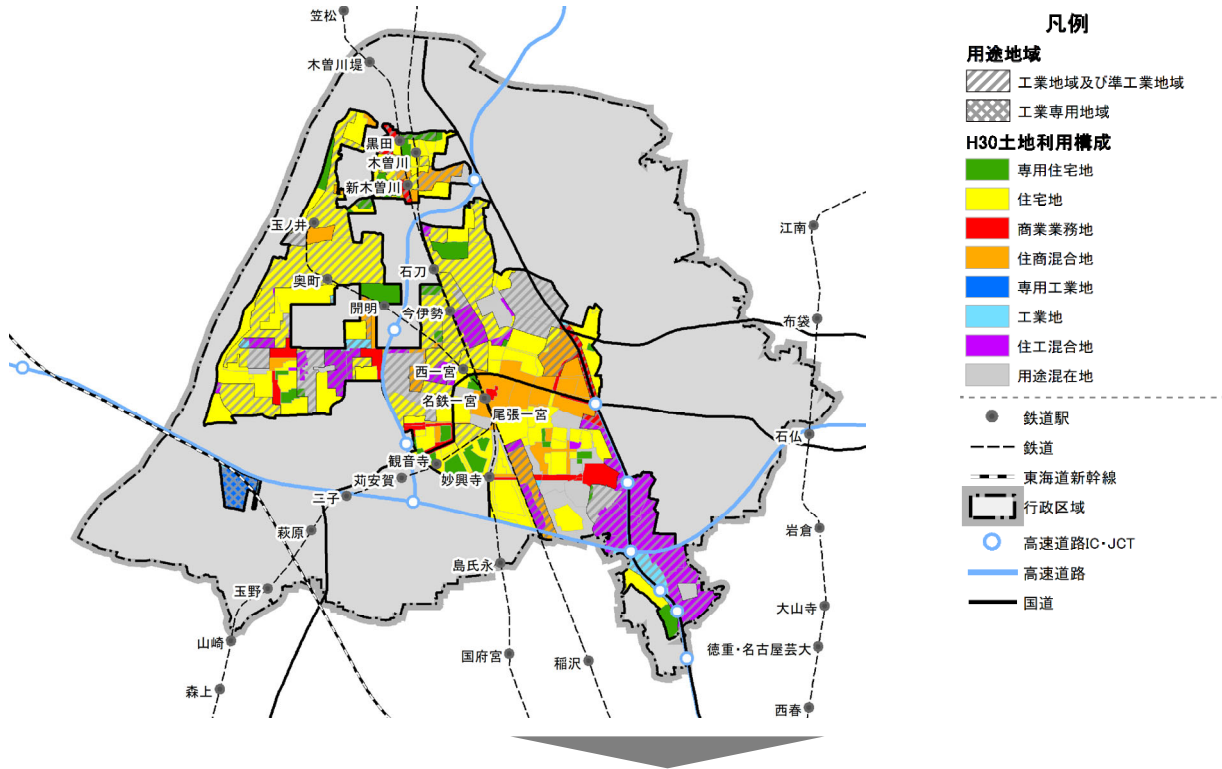 笠松
木曽川堤
黒田
木曽川
新木曽川
玉ノ井
江南
石刀
奥町
開明
今伊勢
布袋
西一宮
名鉄一宮
尾張一宮
石仏
観音寺
苅安賀
妙興寺
二子
萩原
岩倉
島氏永
玉野
大山寺
山崎
国府宮
稲沢
徳重・名古屋芸大
森上
西春
凡例
用途地域
工業地域及び準工業地域
工業専用地域
H30土地利用構成
専用住宅地
住宅地
商業業務地
住商混合地
専用工業地
工業地
住工混合地
用途混在地
鉄道駅
鉄道
東海道新幹線
行政区域
高速道路IC・JCT
高速道路
国道